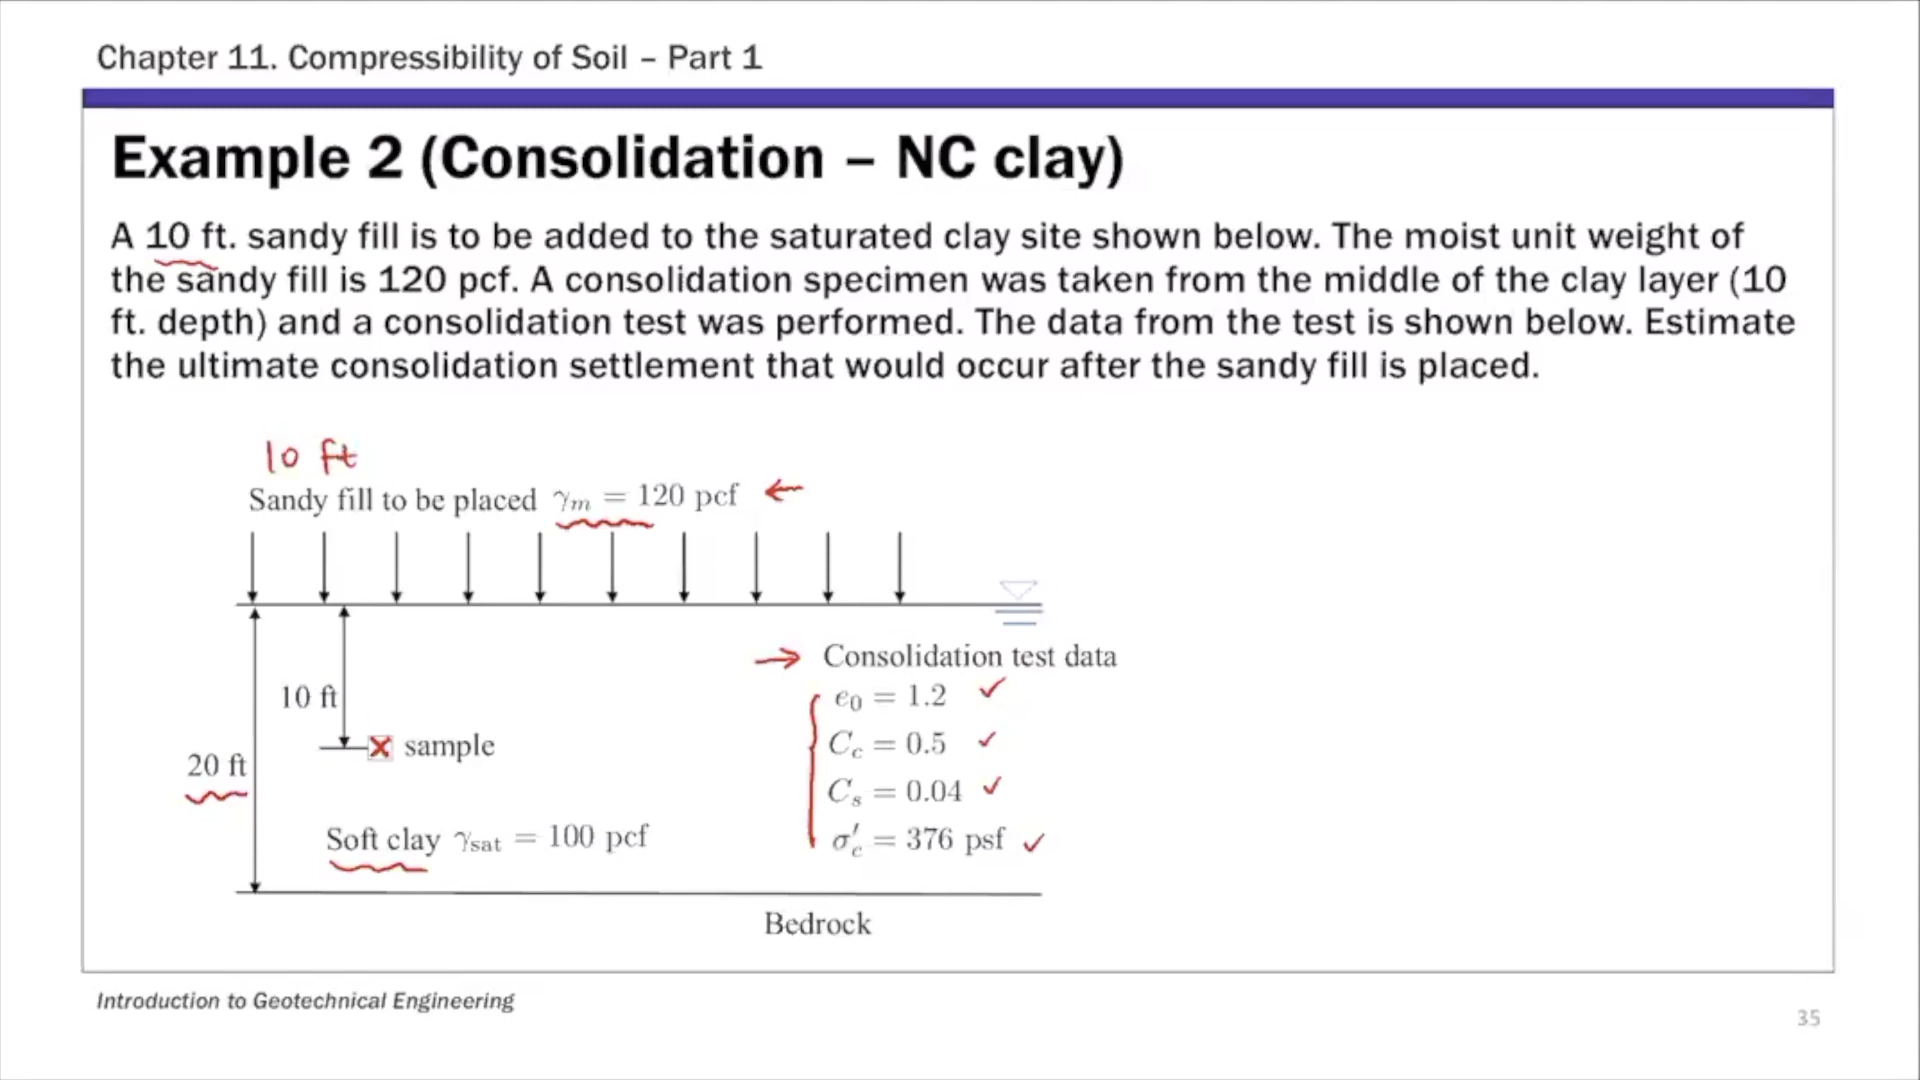 Chapter 11. Compressibility of Soil – Part 1
Example 2 (Consolidation – NC clay)
A 10 ft. sandy fill is to be added to the saturated clay site shown below. The moist unit weight of
the sandy fill is 120 pcf. A consolidation specimen was taken from the middle of the clay layer (10
ft. depth) and a consolidation test was performed. The data from the test is shown below. Estimate
the ultimate consolidation settlement that would occur after the sandy fill is placed.
10 ft
Sandy fill to be placed γm = 120 pcf
Consolidation test data
e0 = 1.2
10 ft
Cc = 0.5
sample
20 ft
Cs = 0.04
Soft clay γsat = 100 pcf
σ′c = 376 psf
Bedrock
Introduction to Geotechnical Engineering
35